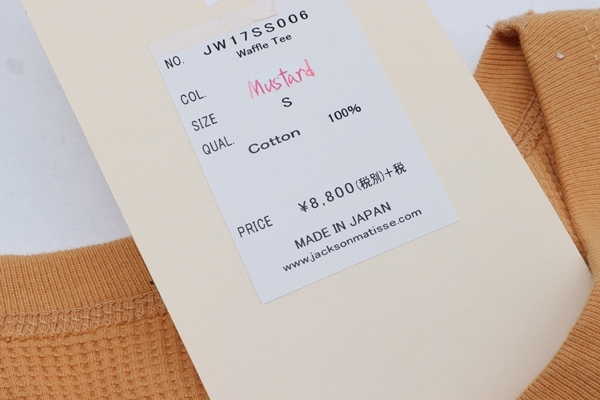 NO. JW17SS006
Waffle Tee
COL. Mustard
SIZE S
QUAL. Cotton 100%
PRICE ¥8.800(税別)+税
MADE IN JAPAN
www.jacksonmatisse.com